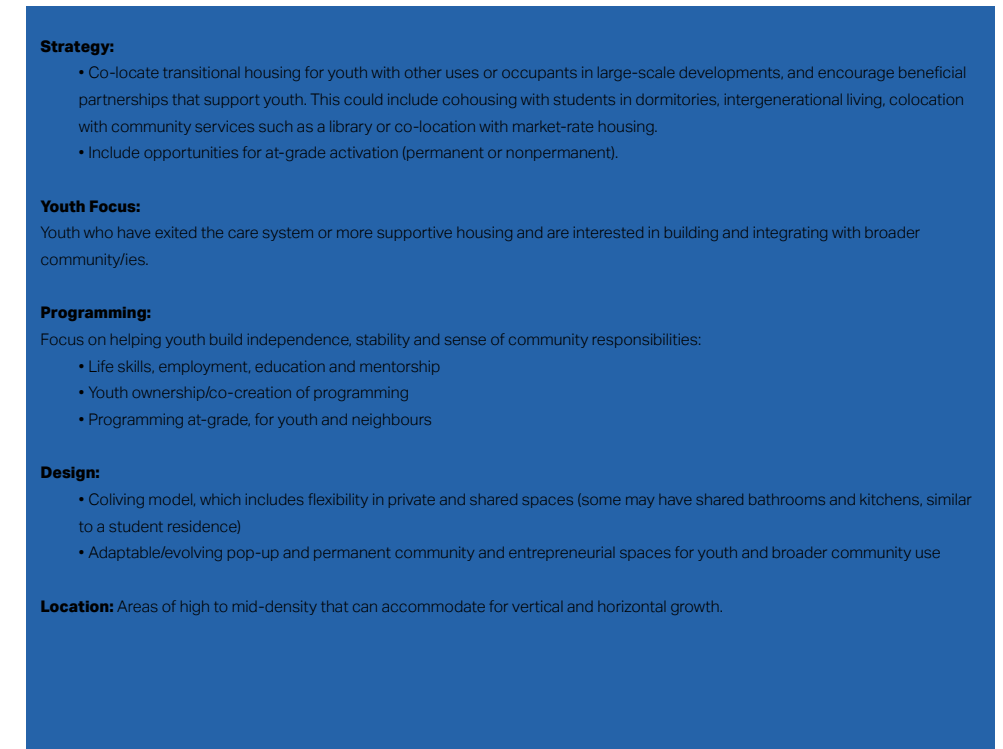 Strategy:
• Co-locate transitional housing for youth with other uses or occupants in large-scale developments, and encourage beneficial
partnerships that support youth. This could include cohousing with students in dormitories, intergenerational living, colocation
with community services such as a library or co-location with market-rate housing.
• Include opportunities for at-grade activation (permanent or nonpermanent).
Youth Focus:
Youth who have exited the care system or more supportive housing and are interested in building and integrating with broader
community/ies.
Programming:
Focus on helping youth build independence, stability and sense of community responsibilities:
• Life skills, employment, education and mentorship
• Youth ownership/co-creation of programming
• Programming at-grade, for youth and neighbours
Design:
• Coliving model, which includes flexibility in private and shared spaces (some may have shared bathrooms and kitchens, similar
to a student residence)
• Adaptable/evolving pop-up and permanent community and entrepreneurial spaces for youth and broader community use
Location: Areas of high to mid-density that can accommodate for vertical and horizontal growth.